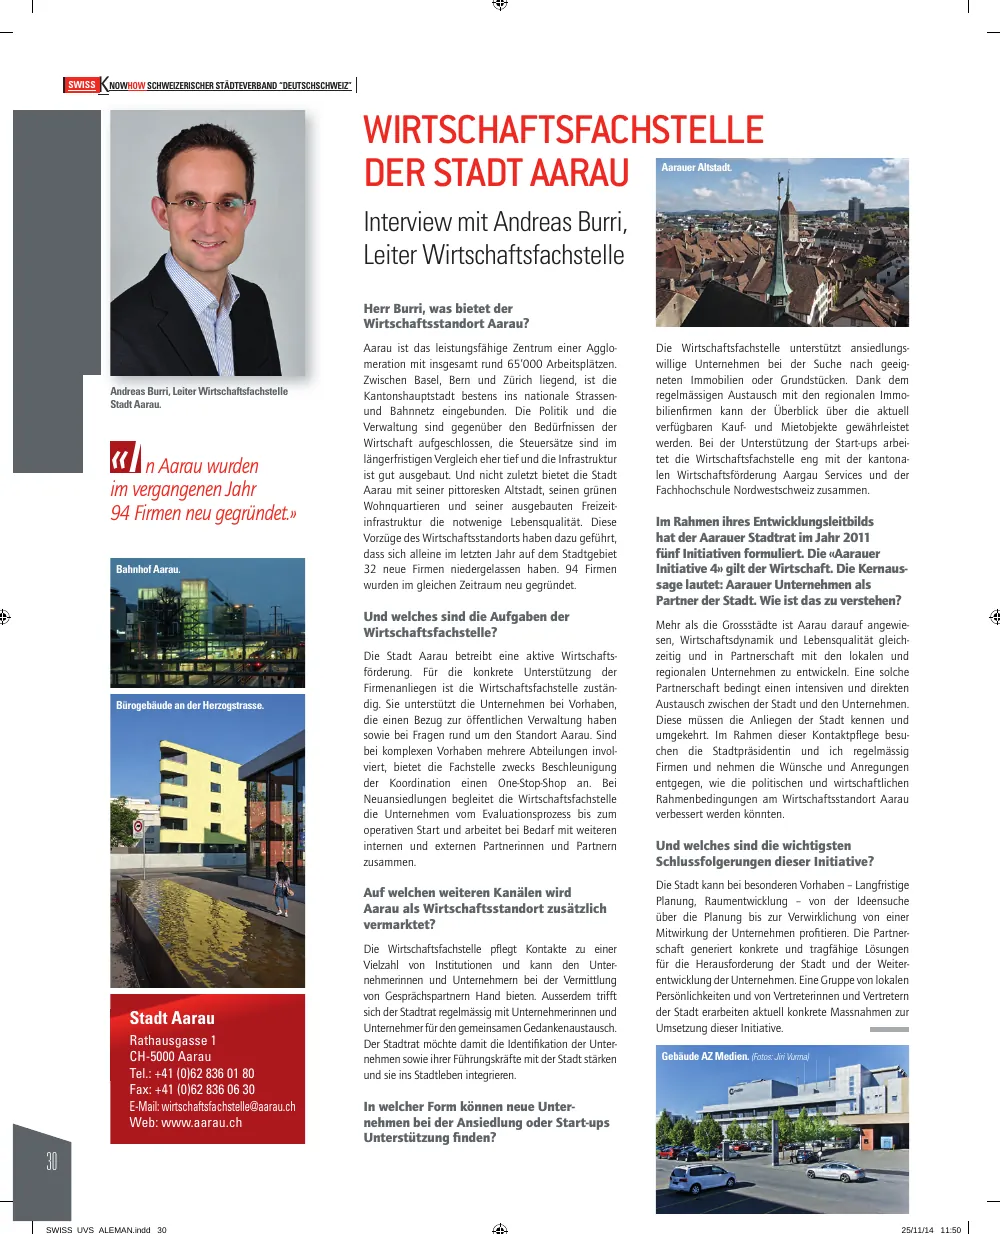 SWISS KNOWHOW SCHWEIZERISCHER STÄDTEVERBAND "DEUTSCHSCHWEIZ"
WIRTSCHAFTSFACHSTELLE
DER STADT AARAU
Interview mit Andreas Burri,
Leiter Wirtschaftsfachstelle
Andreas Burri, Leiter Wirtschaftsfachstelle
Stadt Aarau.
«In Aarau wurden
im vergangenen Jahr
94 Firmen neu gegründet.»
Bahnhof Aarau.
Bürogebäude an der Herzogstrasse.
Stadt Aarau
Rathausgasse 1
CH-5000 Aarau
Tel.: +41 (0)62 836 01 80
Fax: +41 (0)62 836 06 30
E-Mail: wirtschaftsfachstelle@aarau.ch
Web: www.aarau.ch
Herr Burri, was bietet der
Wirtschaftsstandort Aarau?
Aarau ist das leistungsfähige Zentrum einer Agglo-
meration mit insgesamt rund 65'000 Arbeitsplätzen.
Zwischen Basel, Bern und Zürich liegend, ist die
Kantonshauptstadt bestens ins nationale Strassen-
und Bahnnetz eingebunden. Die Politik und die
Verwaltung sind gegenüber den Bedürfnissen der
Wirtschaft aufgeschlossen, die Steuersätze sind im
längerfristigen Vergleich eher tief und die Infrastruktur
ist gut ausgebaut. Und nicht zuletzt bietet die Stadt
Aarau mit seiner pittoresken Altstadt, seinen grünen
Wohnquartieren und seiner ausgebauten Freizeit-
infrastruktur die notwenige Lebensqualität. Diese
Vorzüge des Wirtschaftsstandorts haben dazu geführt,
dass sich alleine im letzten Jahr auf dem Stadtgebiet
32 neue Firmen niedergelassen haben. 94 Firmen
wurden im gleichen Zeitraum neu gegründet.
Und welches sind die Aufgaben der
Wirtschaftsfachstelle?
Die Stadt Aarau betreibt eine aktive Wirtschafts-
förderung. Für die konkrete Unterstützung der
Firmenanliegen ist die Wirtschaftsfachstelle zustän-
dig. Sie unterstützt die Unternehmen bei Vorhaben,
die einen Bezug zur öffentlichen Verwaltung haben
sowie bei Fragen rund um den Standort Aarau. Sind
bei komplexen Vorhaben mehrere Abteilungen invol-
viert, bietet die Fachstelle zwecks Beschleunigung
der Koordination einen One-Stop-Shop an. Bei
Neuansiedlungen begleitet die Wirtschaftsfachstelle
die Unternehmen vom Evaluationsprozess bis zum
operativen Start und arbeitet bei Bedarf mit weiteren
internen und externen Partnerinnen und Partnern
zusammen.
Auf welchen weiteren Kanälen wird
Aarau als Wirtschaftsstandort zusätzlich
vermarktet?
Die Wirtschaftsfachstelle pflegt Kontakte zu einer
Vielzahl von Institutionen und kann den Unter-
nehmerinnen und Unternehmern bei der Vermittlung
von Gesprächspartnern Hand bieten. Ausserdem trifft
sich der Stadtrat regelmässig mit Unternehmerinnen und
Unternehmer für den gemeinsamen Gedankenaustausch.
Der Stadtrat möchte damit die Identifikation der Unter-
nehmen sowie ihrer Führungskräfte mit der Stadt stärken
und sie ins Stadtleben integrieren.
In welcher Form können neue Unter-
nehmen bei der Ansiedlung oder Start-ups
Unterstützung finden?
Aarauer Altstadt.
Die Wirtschaftsfachstelle unterstützt ansiedlungs-
willige Unternehmen bei der Suche nach geeig-
neten Immobilien oder Grundstücken. Dank dem
regelmässigen Austausch mit den regionalen Immo-
bilienfirmen kann der Überblick über die aktuell
verfügbaren Kauf- und Mietobjekte gewährleistet
werden. Bei der Unterstützung der Start-ups arbei-
tet die Wirtschaftsfachstelle eng mit der kantona-
len Wirtschaftsförderung Aargau Services und der
Fachhochschule Nordwestschweiz zusammen.
Im Rahmen ihres Entwicklungsleitbilds
hat der Aarauer Stadtrat im Jahr 2011
fünf Initiativen formuliert. Die «Aarauer
Initiative 4» gilt der Wirtschaft. Die Kernaus-
sage lautet: Aarauer Unternehmen als
Partner der Stadt. Wie ist das zu verstehen?
Mehr als die Grossstädte ist Aarau darauf angewie-
sen, Wirtschaftsdynamik und Lebensqualität gleich-
zeitig und in Partnerschaft mit den lokalen und
regionalen Unternehmen zu entwickeln. Eine solche
Partnerschaft bedingt einen intensiven und direkten
Austausch zwischen der Stadt und den Unternehmen.
Diese müssen die Anliegen der Stadt kennen und
umgekehrt. Im Rahmen dieser Kontaktpflege besu-
chen die Stadtpräsidentin und ich regelmässig
Firmen und nehmen die Wünsche und Anregungen
entgegen, wie die politischen und wirtschaftlichen
Rahmenbedingungen am Wirtschaftsstandort Aarau
verbessert werden könnten.
Und welches sind die wichtigsten
Schlussfolgerungen dieser Initiative?
Die Stadt kann bei besonderen Vorhaben – Langfristige
Planung, Raumentwicklung – von der Ideensuche
über die Planung bis zur Verwirklichung von einer
Mitwirkung der Unternehmen profitieren. Die Partner-
schaft generiert konkrete und tragfähige Lösungen
für die Herausforderung der Stadt und der Weiter-
entwicklung der Unternehmen. Eine Gruppe von lokalen
Persönlichkeiten und von Vertreterinnen und Vertretern
der Stadt erarbeiten aktuell konkrete Massnahmen zur
Umsetzung dieser Initiative.
Gebäude AZ Medien. (Fotos: Jiri Vurma)
30
SWISS_UVS_ALEMAN.indd 30
25/11/14 11:50